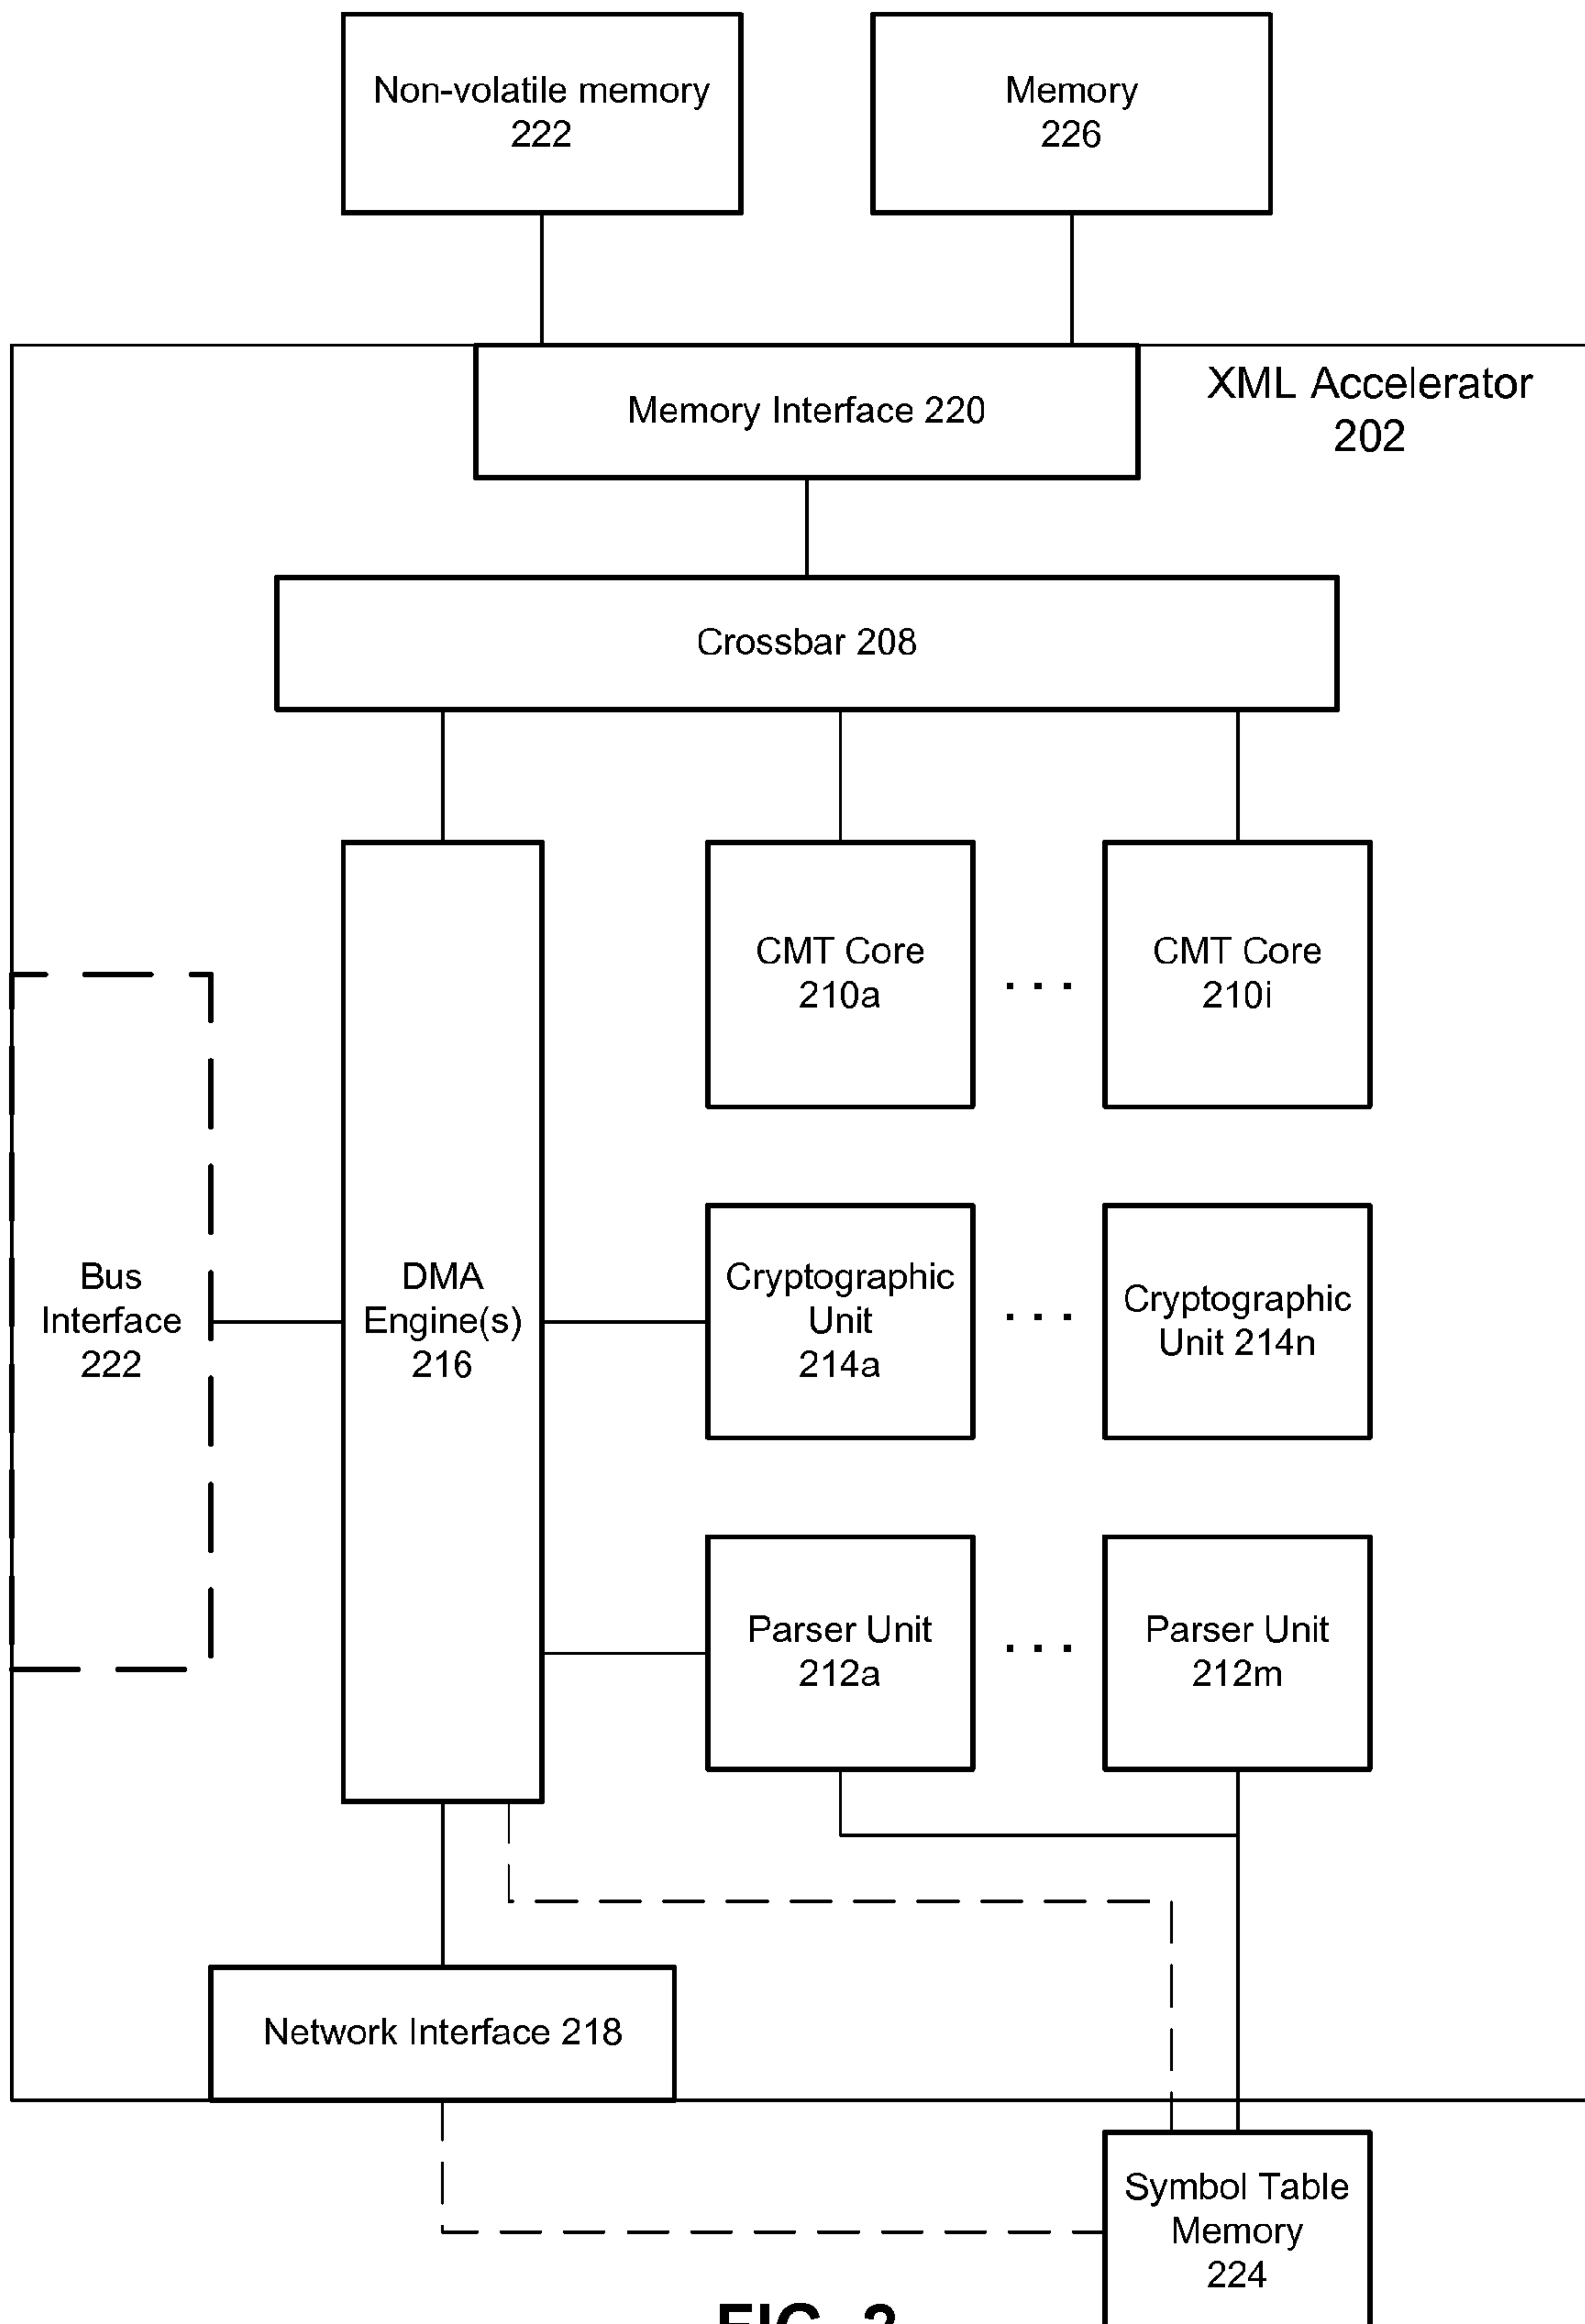 Non-volatile memory
222
Memory
226
Memory Interface 220
XML Accelerator
202
Crossbar 208
CMT Core
210a
. . .
CMT Core
210i
Bus
Interface
222
DMA
Engine(s)
216
Cryptographic
Unit
214a
. . .
Cryptographic
Unit 214n
Parser Unit
212a
. . .
Parser Unit
212m
Network Interface 218
Symbol Table
Memory
224
FIG. 2